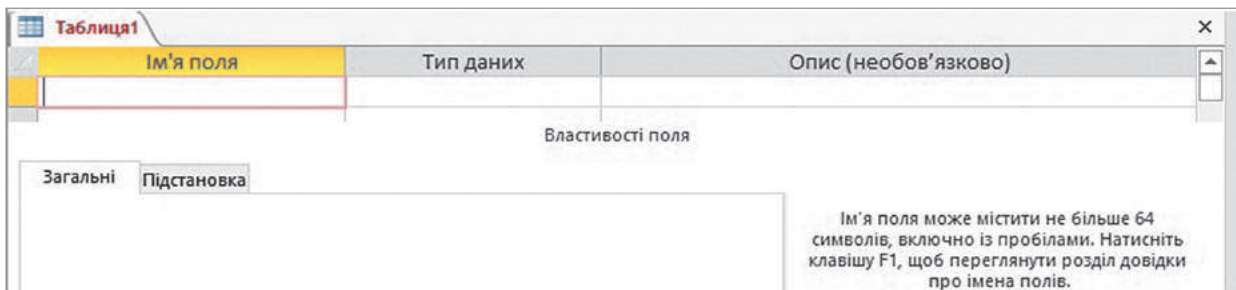 Таблиця1
Ім'я поля Тип даних Опис (необов’язково)
Властивості поля
Загальні Підстановка
Ім'я поля може містити не більше 64
символів, включно із пробілами. Натисніть
клавішу F1, щоб переглянути розділ довідки
про імена полів.